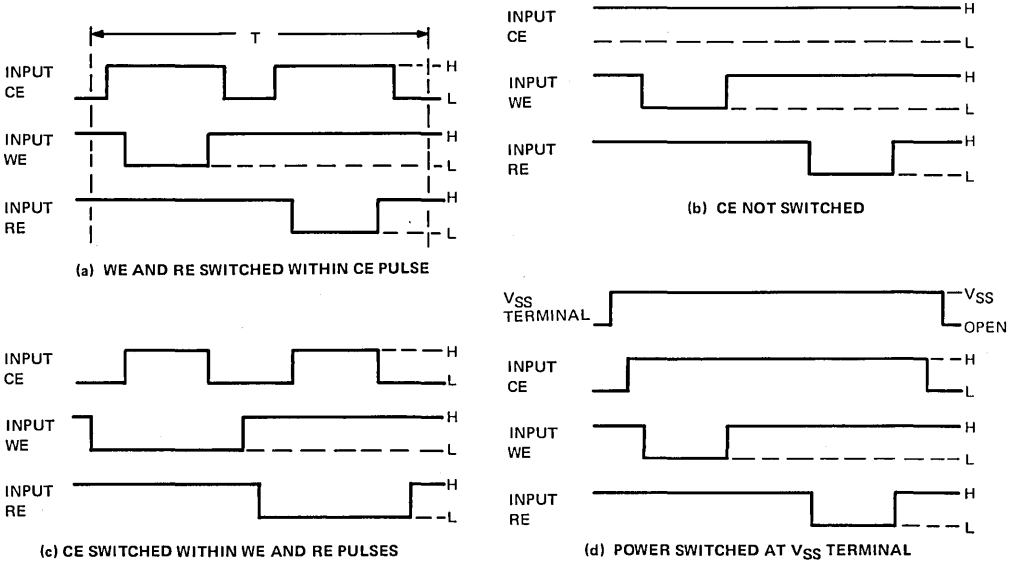 T
INPUT
CE
H
L
INPUT
WE
H
L
INPUT
RE
H
L
(a) WE AND RE SWITCHED WITHIN CE PULSE
INPUT
CE
H
L
INPUT
WE
H
L
INPUT
RE
H
L
(b) CE NOT SWITCHED
INPUT
CE
H
L
INPUT
WE
H
L
INPUT
RE
H
L
(c) CE SWITCHED WITHIN WE AND RE PULSES
VSS
TERMINAL
VSS
OPEN
INPUT
CE
H
L
INPUT
WE
H
L
INPUT
RE
H
L
(d) POWER SWITCHED AT VSS TERMINAL